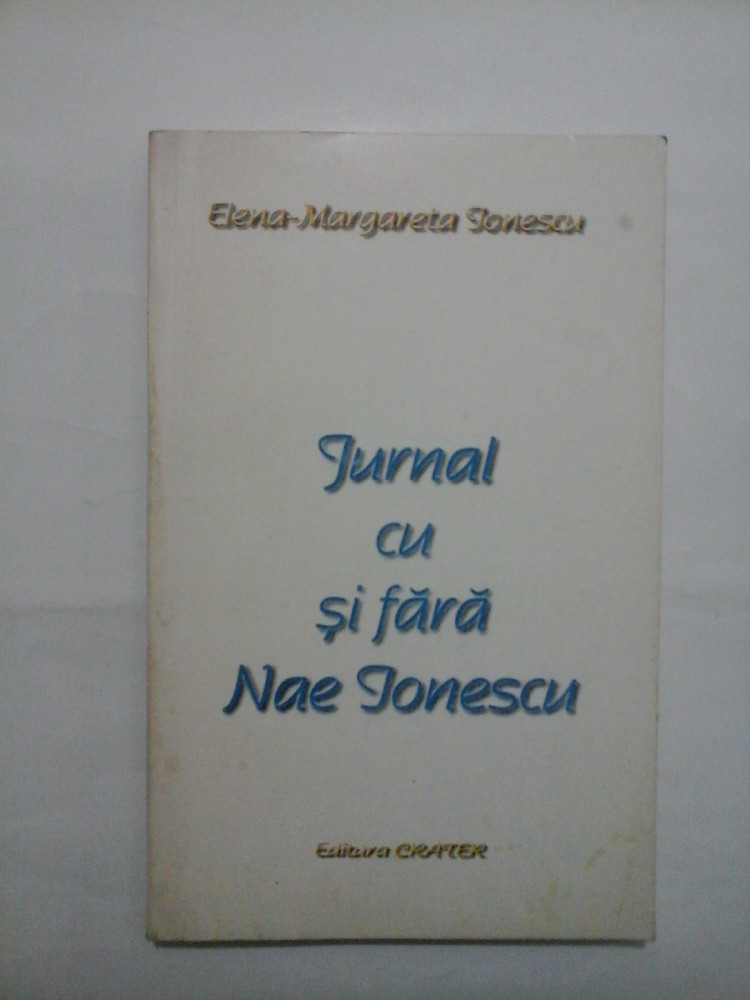 Elena-Margareta Ionescu
Jurnal
cu
și fără
Nae Ionescu
Editura CRATER